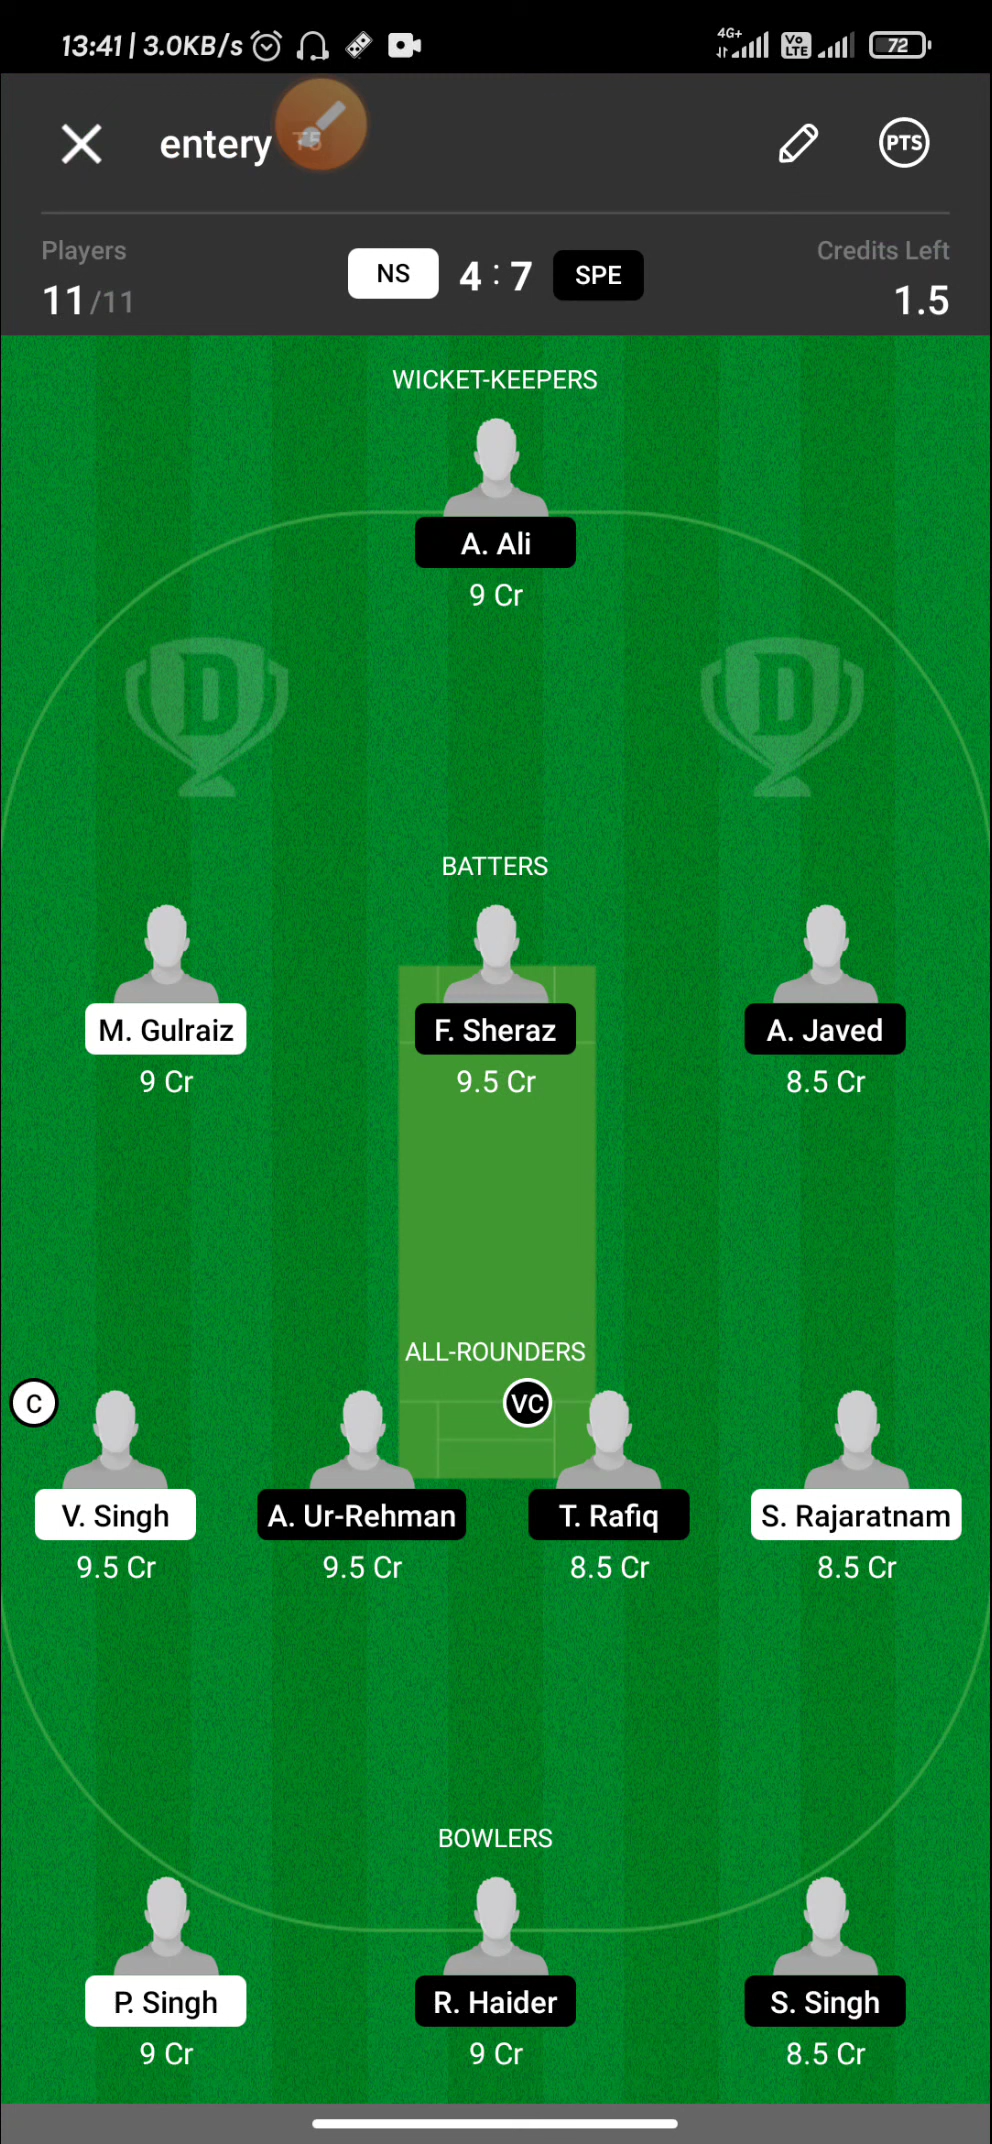 13:41 | 3.0KB/s 4G+ Vo LTE 72
entery T5 PTS
Players Credits Left
11/11 NS 4 : 7 SPE 1.5
WICKET-KEEPERS
A. Ali
9 Cr
D D
BATTERS
M. Gulraiz F. Sheraz A. Javed
9 Cr 9.5 Cr 8.5 Cr
ALL-ROUNDERS
C VC
V. Singh A. Ur-Rehman T. Rafiq S. Rajaratnam
9.5 Cr 9.5 Cr 8.5 Cr 8.5 Cr
BOWLERS
P. Singh R. Haider S. Singh
9 Cr 9 Cr 8.5 Cr